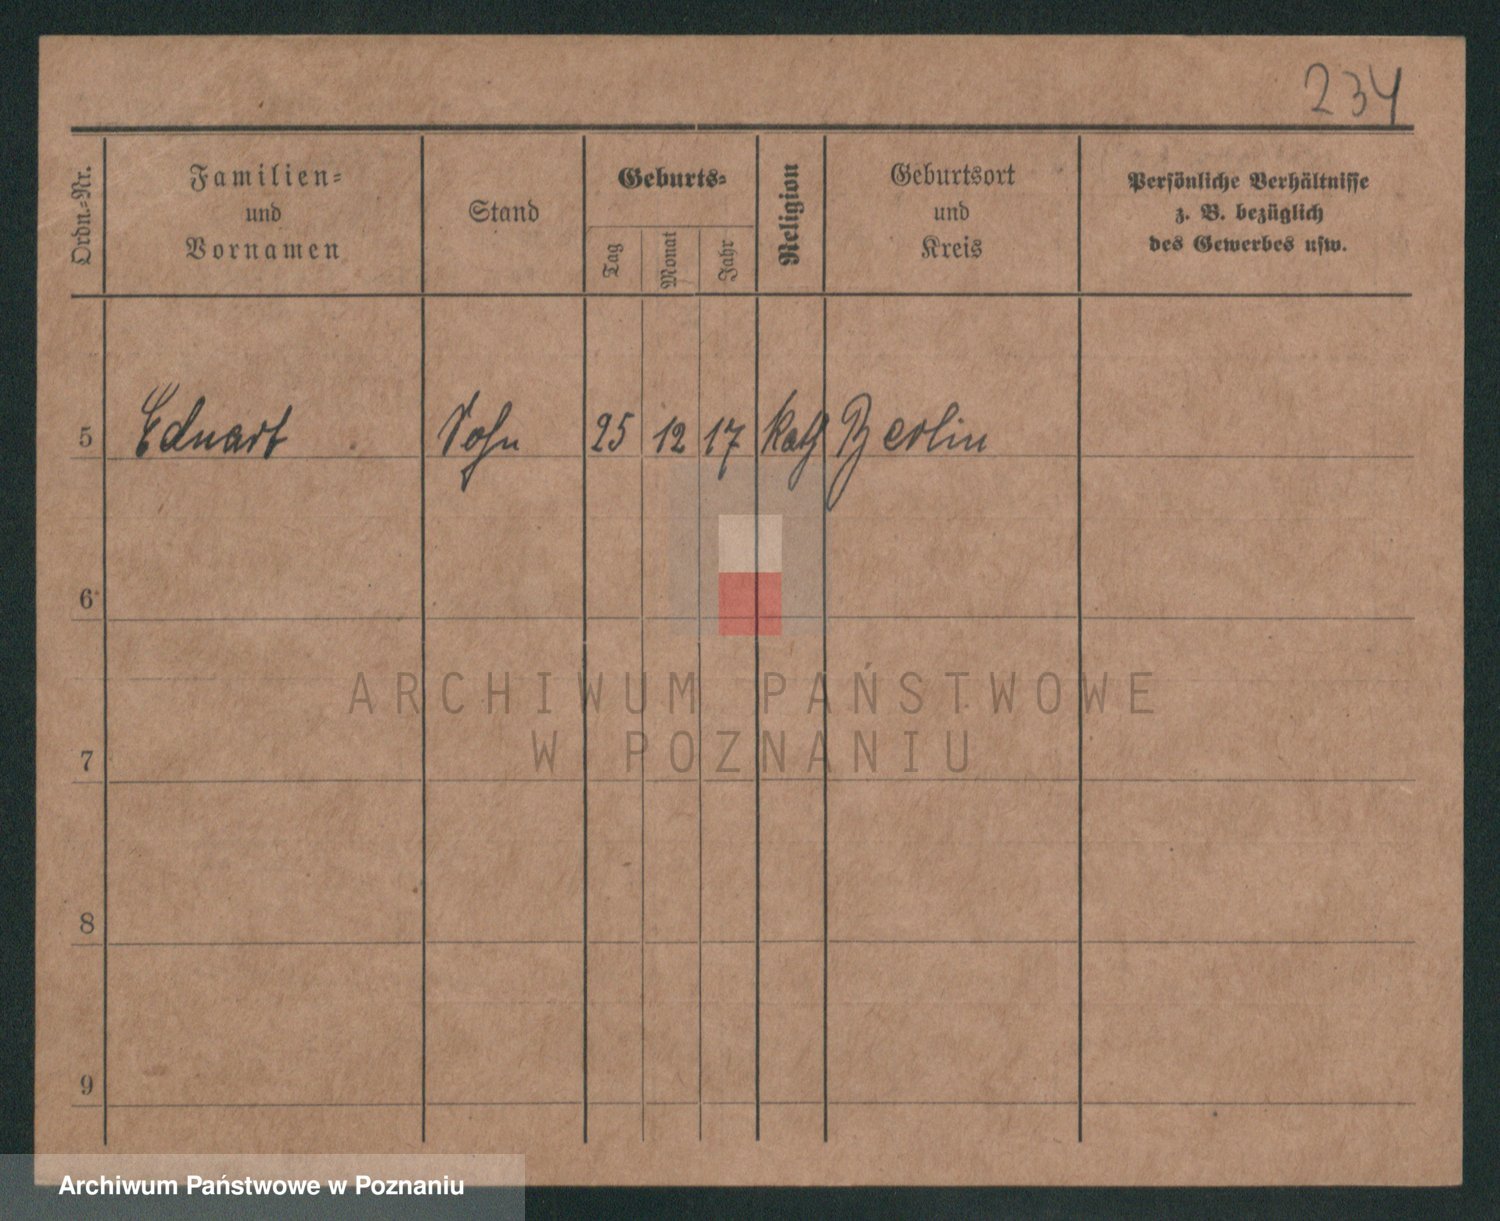 234
Ordn.-Nr.
Familien-
und
Vornamen
Stand
Geburts-
Tag
Monat
Jahr
Religion
Geburtsort
und
Kreis
Persönliche Verhältnisse
z. B. bezüglich
des Gewerbes usw.
5 Eduart Sohn 25 12 17 kath Berlin
6
7
8
9
ARCHIWUM PAŃSTWOWE
W POZNANIU
Archiwum Państwowe w Poznaniu